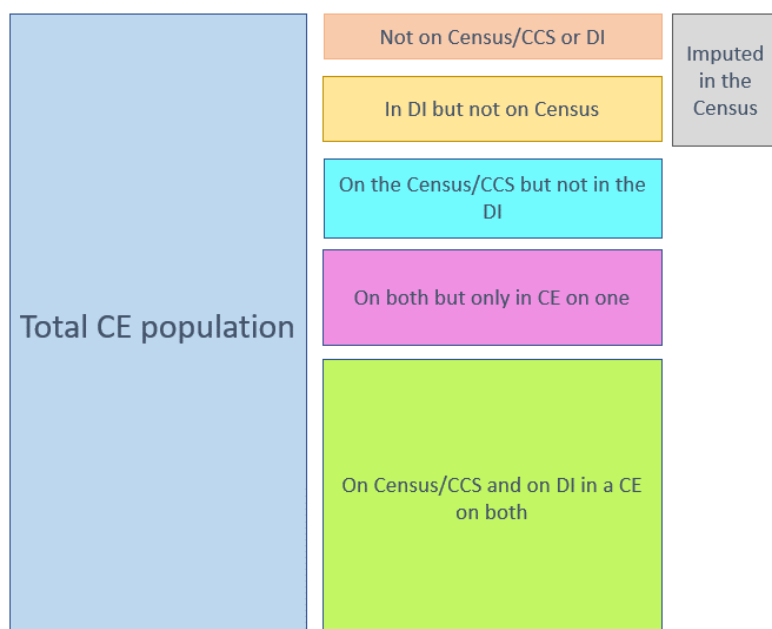 Total CE population
Not on Census/CCS or DI
In DI but not on Census
On the Census/CCS but not in the
DI
On both but only in CE on one
On Census/CCS and on DI in a CE
on both
Imputed
in the
Census